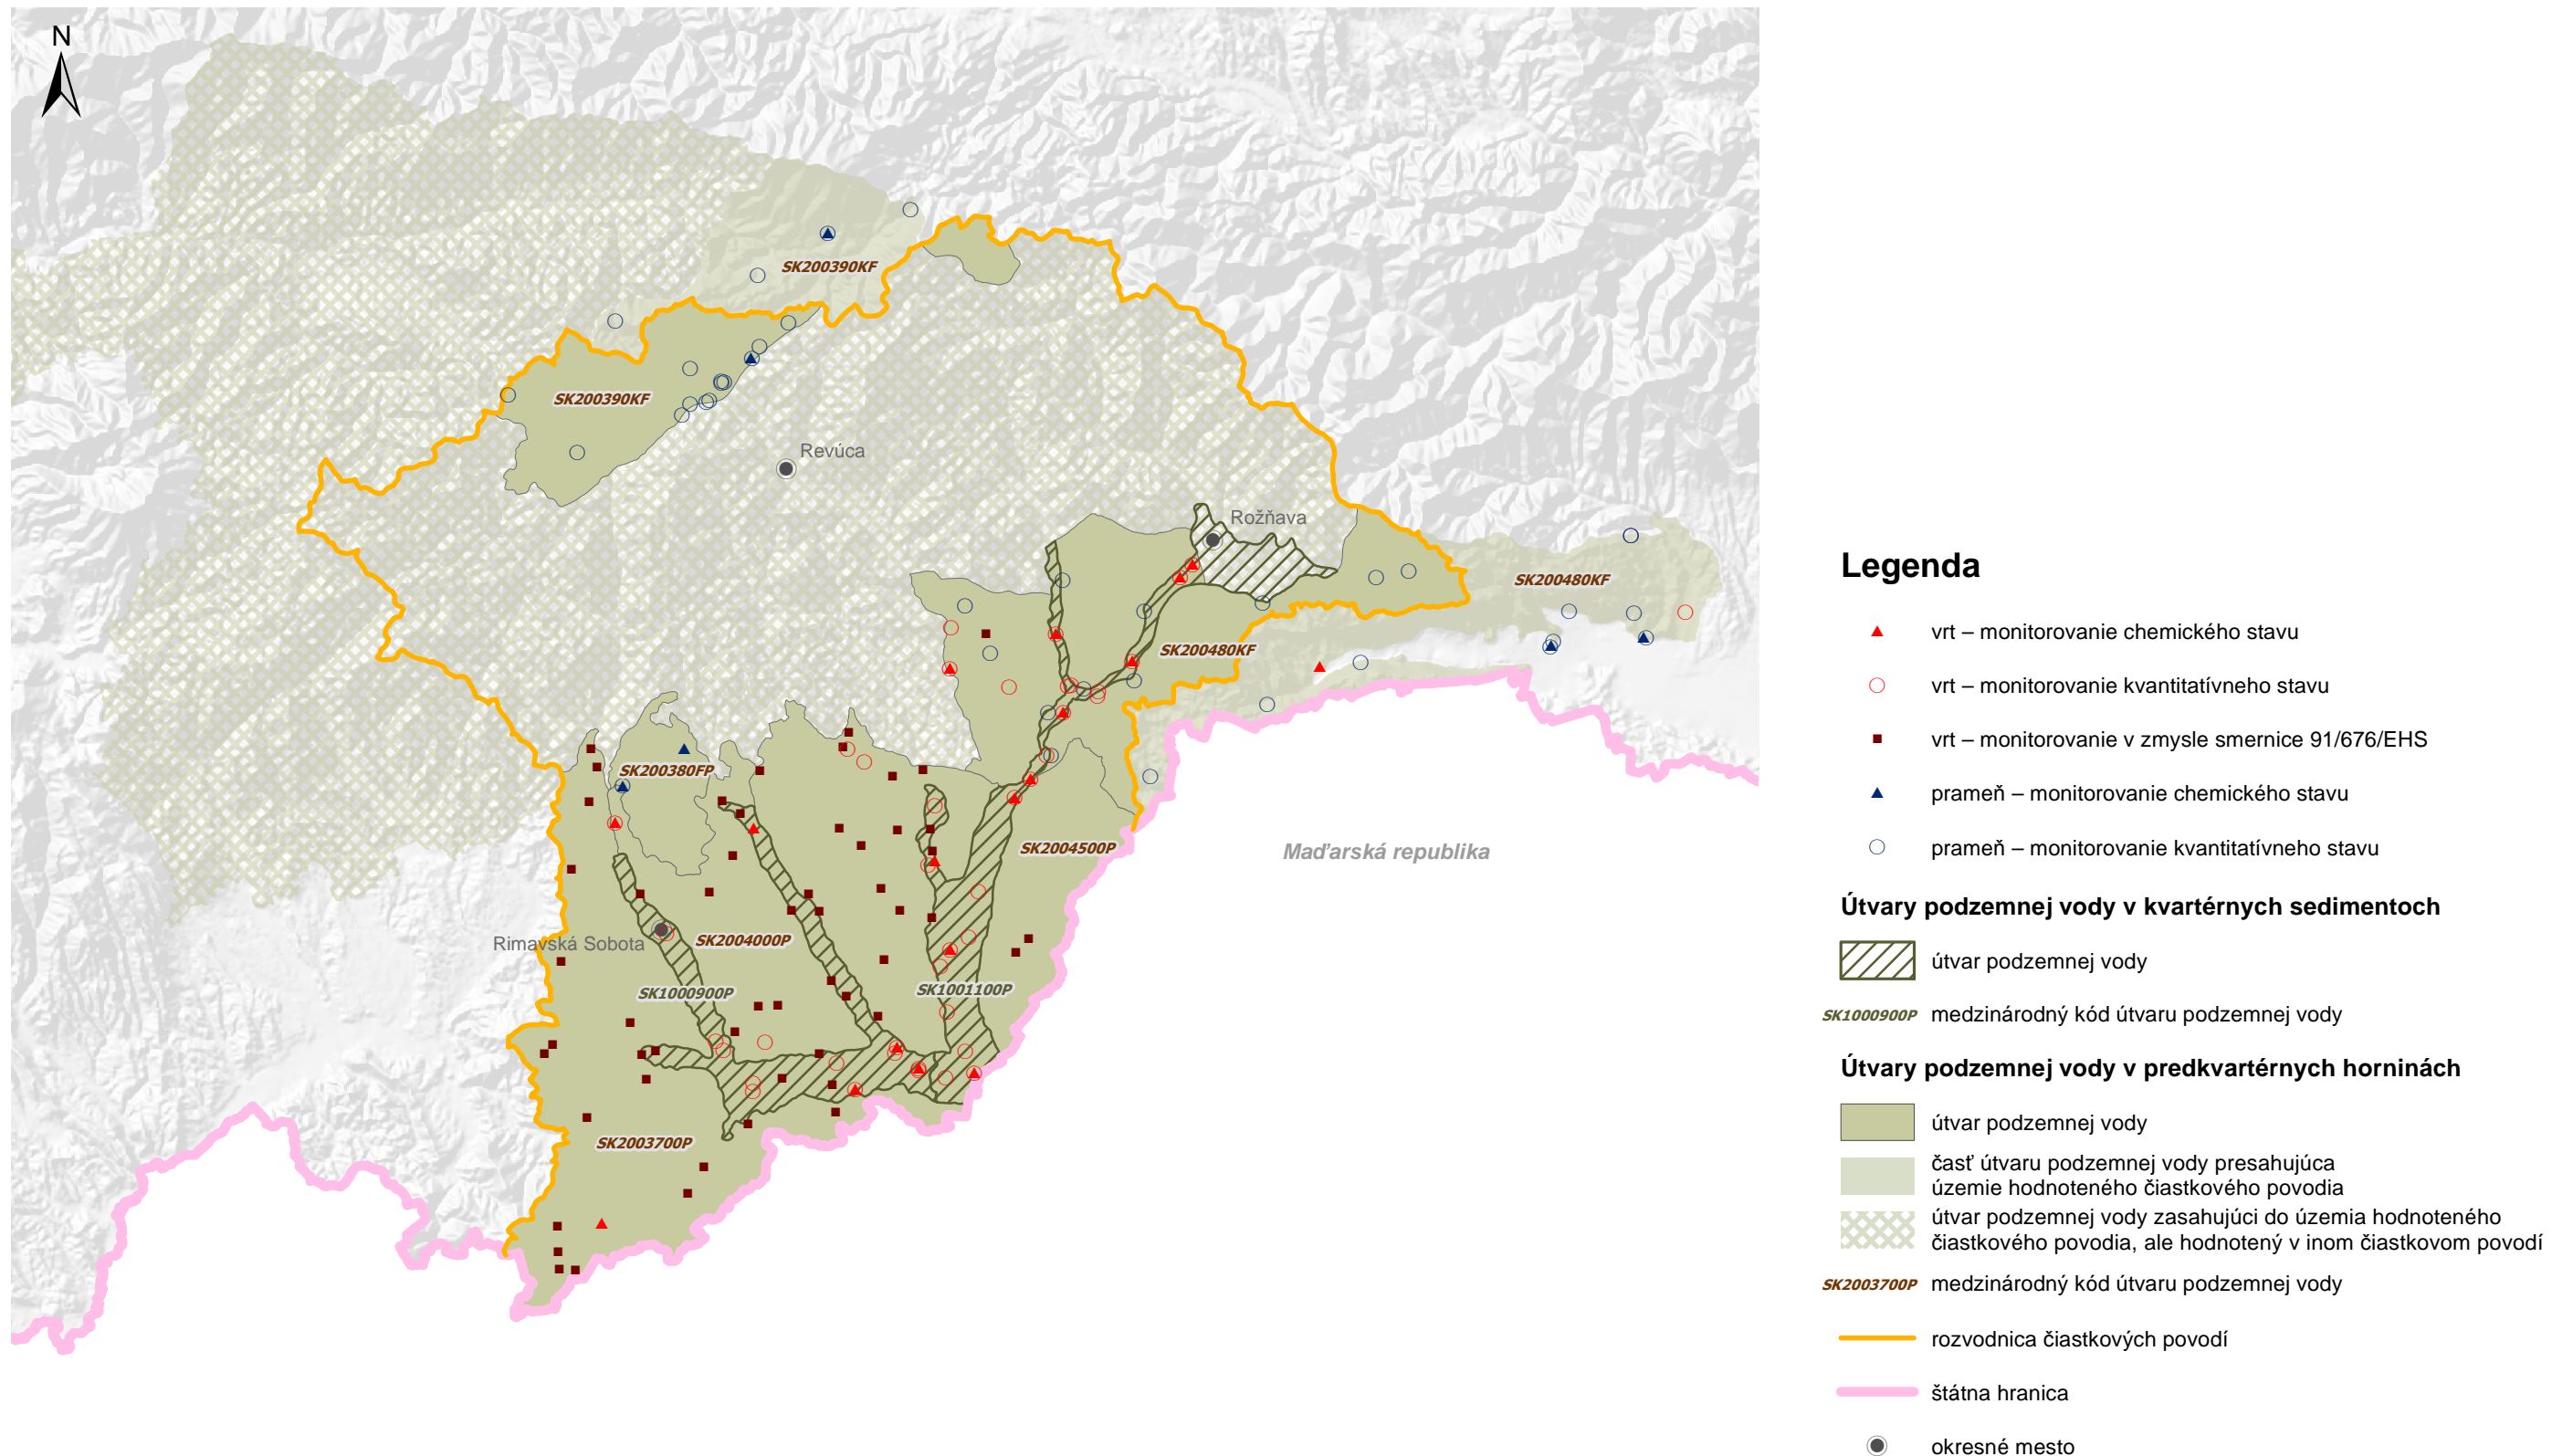 N
SK200390KF
SK200390KF
Revúca
Rožňava
SK200480KF
SK200480KF
SK200380FP
SK2004500P
Maďarská republika
Rimavská Sobota
SK2004000P
SK1000900P
SK1001100P
SK2003700P
Legenda
vrt – monitorovanie chemického stavu
vrt – monitorovanie kvantitatívneho stavu
vrt – monitorovanie v zmysle smernice 91/676/EHS
prameň – monitorovanie chemického stavu
prameň – monitorovanie kvantitatívneho stavu
Útvary podzemnej vody v kvartérnych sedimentoch
útvar podzemnej vody
SK1000900P medzinárodný kód útvaru podzemnej vody
Útvary podzemnej vody v predkvartérnych horninách
útvar podzemnej vody
časť útvaru podzemnej vody presahujúca
územie hodnoteného čiastkového povodia
útvar podzemnej vody zasahujúci do územia hodnoteného
čiastkového povodia, ale hodnotený v inom čiastkovom povodí
SK2003700P medzinárodný kód útvaru podzemnej vody
rozvodnica čiastkových povodí
štátna hranica
okresné mesto